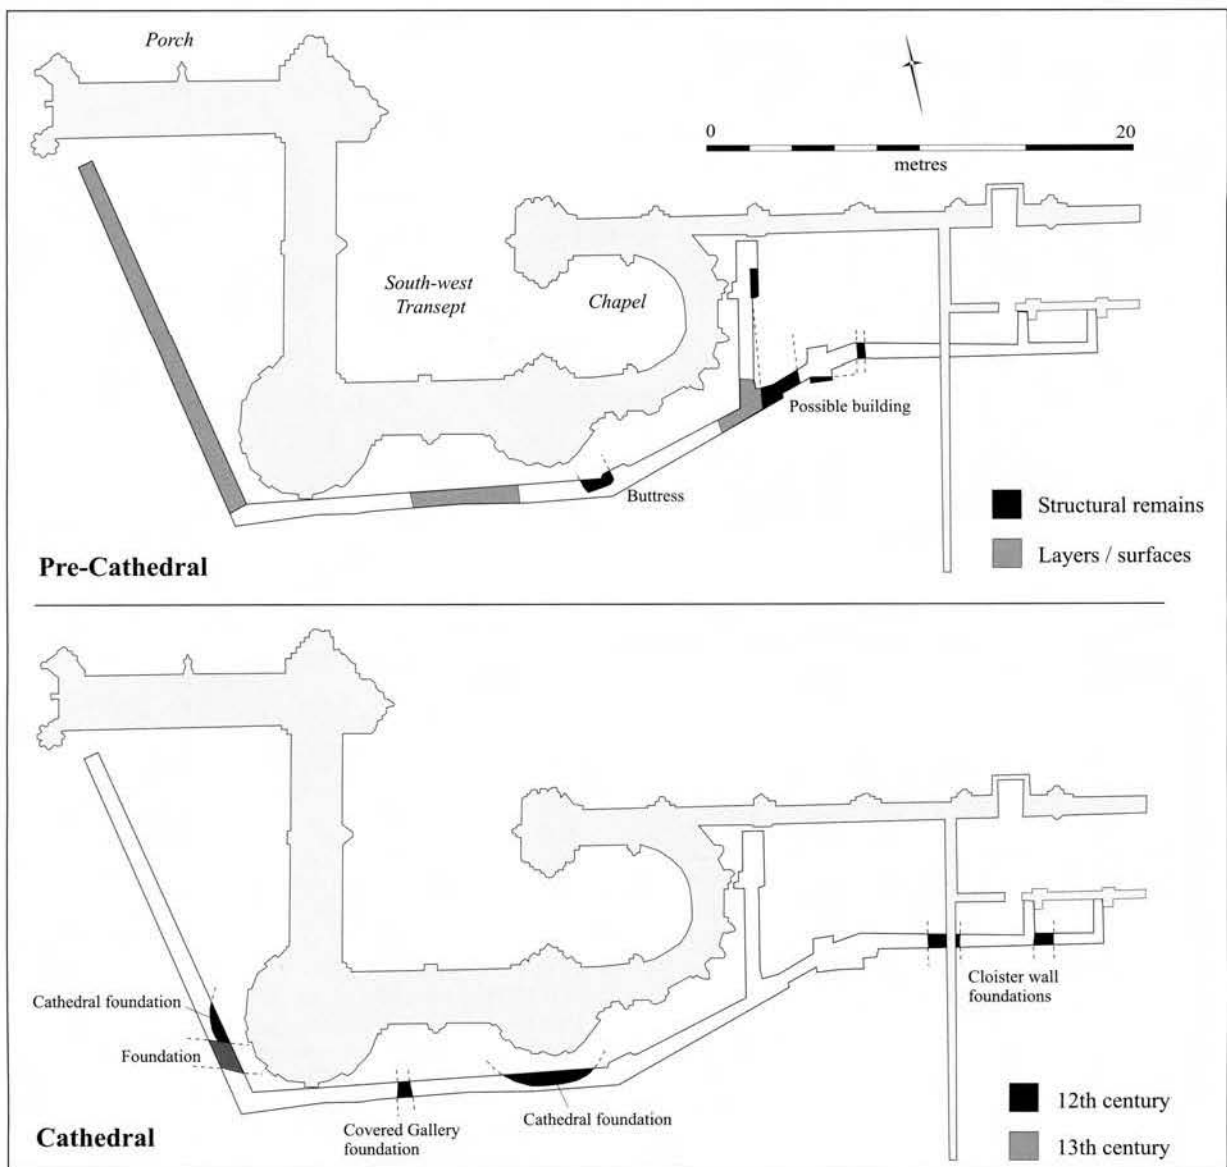 Porch
0 20
metres
South-west
Transept
Chapel
Possible building
Buttress
Structural remains
Layers / surfaces
Pre-Cathedral
Cathedral foundation
Foundation
Cloister wall
foundations
Covered Gallery
foundation
Cathedral foundation
12th century
13th century
Cathedral